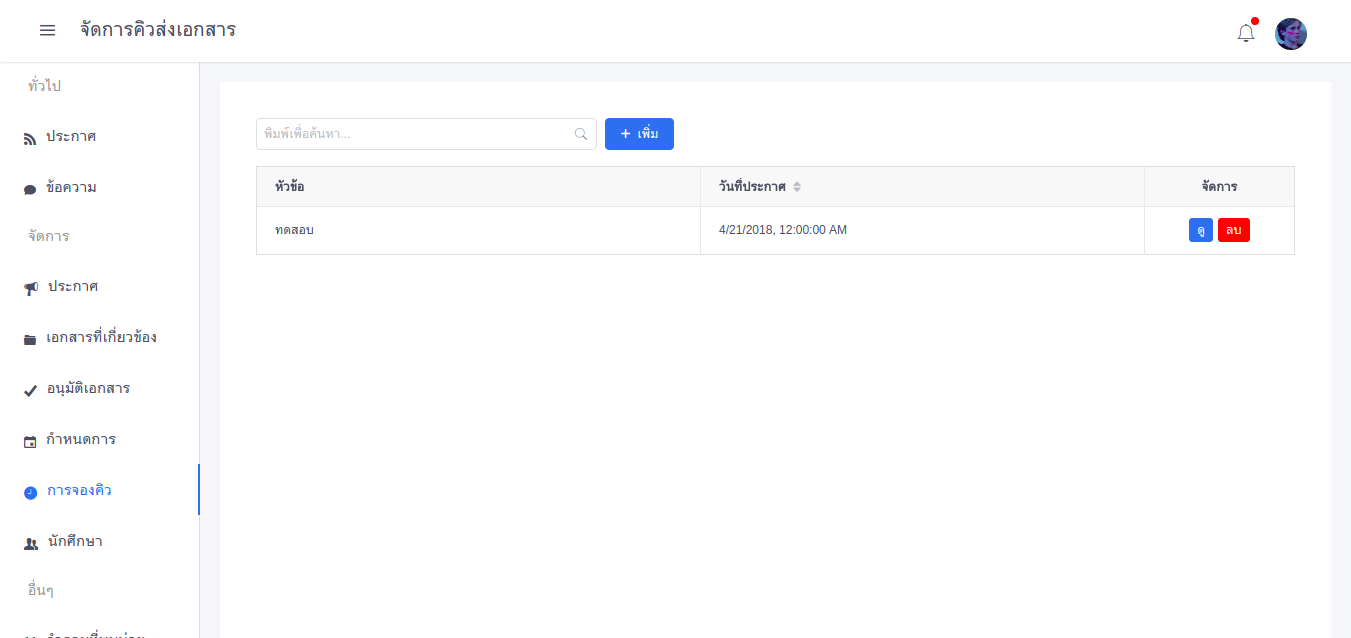 จัดการคิวส่งเอกสาร
ทั่วไป
ประกาศ
ข้อความ
จัดการ
ประกาศ
เอกสารที่เกี่ยวข้อง
อนุมัติเอกสาร
กำหนดการ
การจองคิว
นักศึกษา
อื่นๆ
พิมพ์เพื่อค้นหา...
+ เพิ่ม
หัวข้อ วันที่ประกาศ จัดการ
ทดสอบ 4/21/2018, 12:00:00 AM ดู ลบ